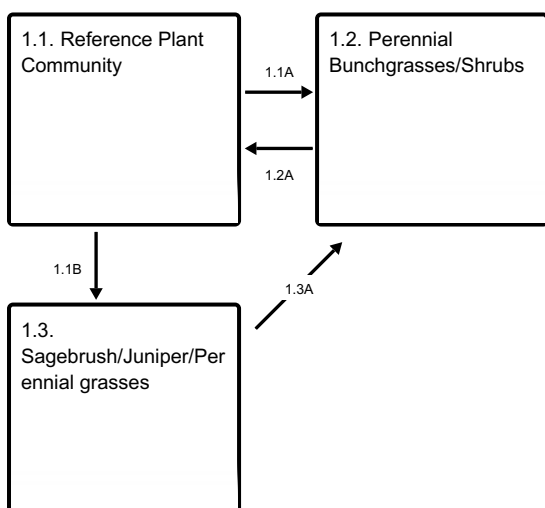 1.1. Reference Plant
Community
1.1A
1.2. Perennial
Bunchgrasses/Shrubs
1.2A
1.1B
1.3A
1.3.
Sagebrush/Juniper/Per
ennial grasses